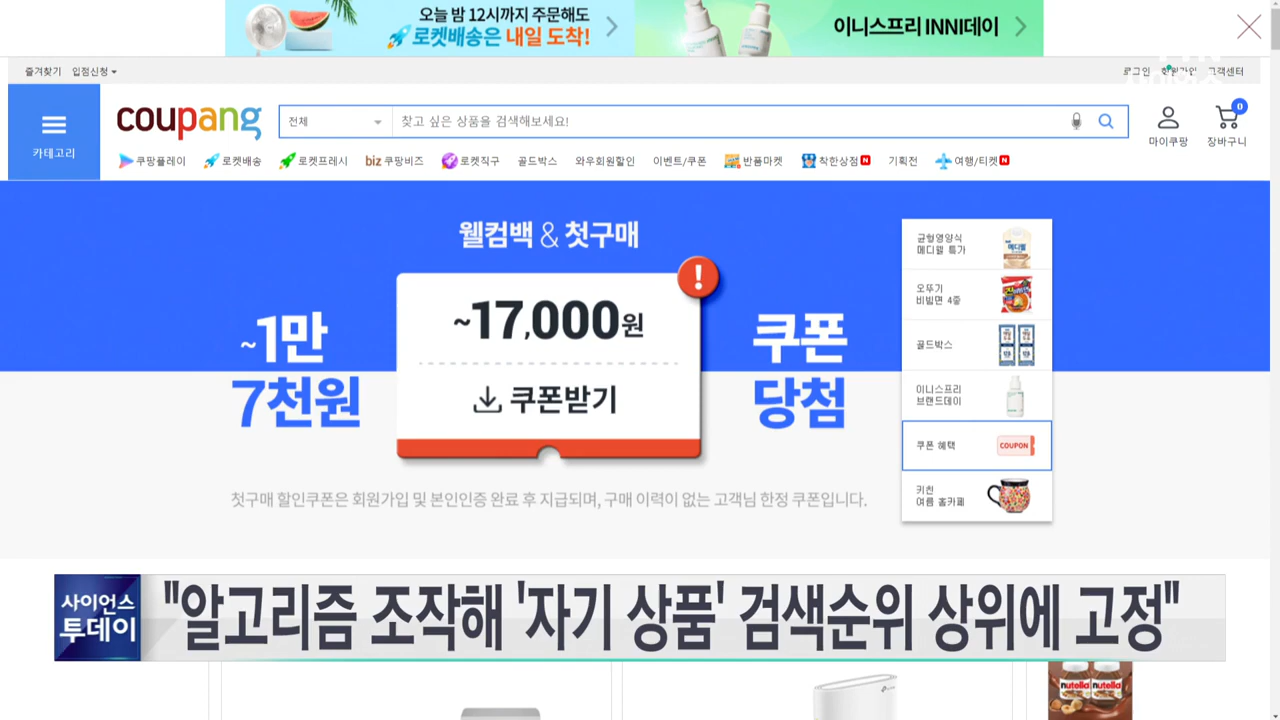 오늘 밤 12시까지 주문해도
로켓배송은 내일 도착!
이니스프리 INNI데이
즐겨찾기 입점신청
로그인 회원가입 고객센터
카테고리
coupang
전체
찾고 싶은 상품을 검색해보세요!
마이쿠팡
0
장바구니
쿠팡플레이 로켓배송 로켓프레시 biz 쿠팡비즈 로켓직구 골드박스 와우회원할인 이벤트/쿠폰 반품마켓 착한상점 N 기획전 여행/티켓 N
웰컴백 & 첫구매
~1만
7천원
!
~17,000원
쿠폰받기
쿠폰
당첨
첫구매 할인쿠폰은 회원가입 및 본인인증 완료 후 지급되며, 구매 이력이 없는 고객님 한정 쿠폰입니다.
균형영양식
메디웰 특가
오뚜기
비빔면 4종
골드박스
이니스프리
브랜드데이
쿠폰 혜택
COUPON
키친
여름 홈카페
사이언스
투데이
"알고리즘 조작해 '자기 상품' 검색순위 상위에 고정"
nutella nutella